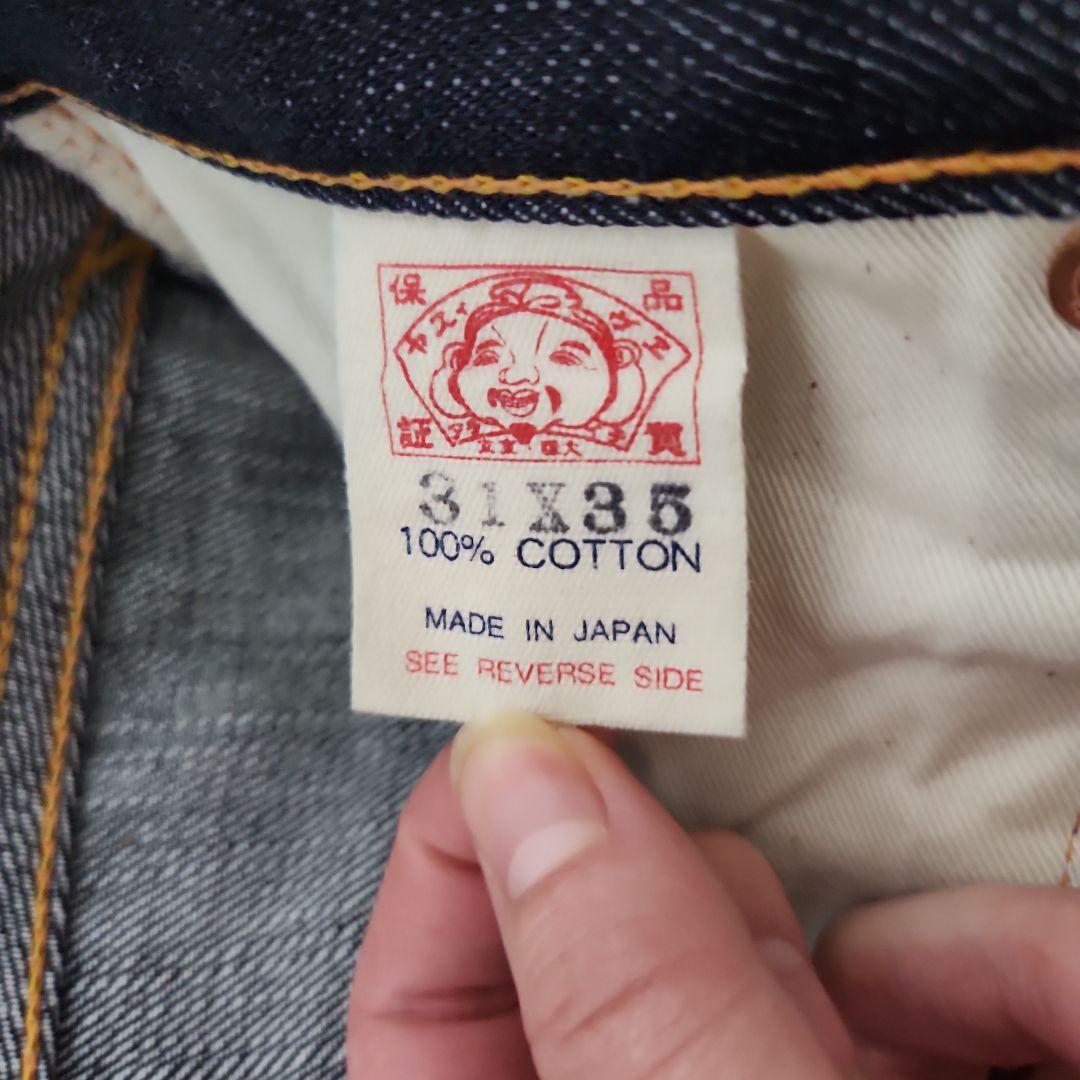 保 品
証 質
31X35
100% COTTON
MADE IN JAPAN
SEE REVERSE SIDE